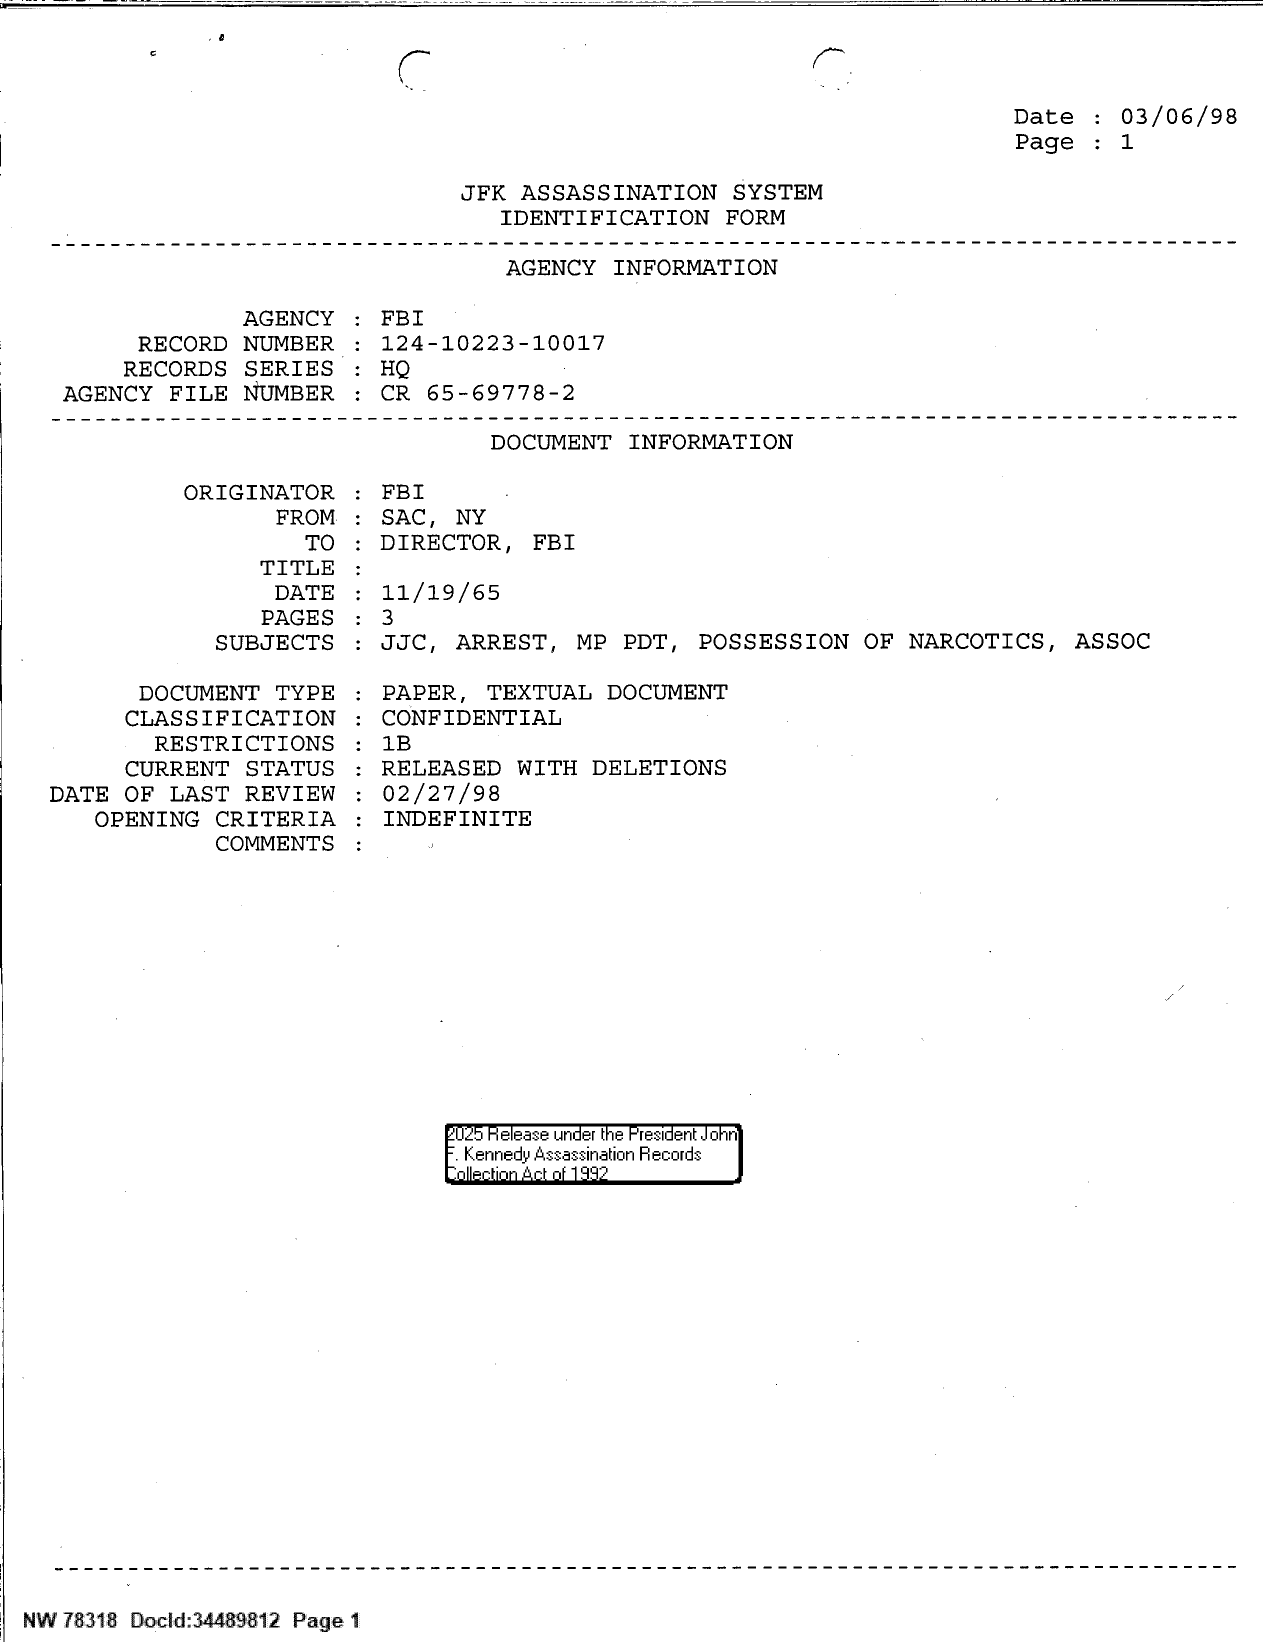 Date : 03/06/98
Page : 1
JFK ASSASSINATION SYSTEM
IDENTIFICATION FORM
AGENCY INFORMATION
AGENCY : FBI
RECORD NUMBER : 124-10223-10017
RECORDS SERIES : HQ
AGENCY FILE NUMBER : CR 65-69778-2
DOCUMENT INFORMATION
ORIGINATOR : FBI
FROM : SAC, NY
TO : DIRECTOR, FBI
TITLE :
DATE : 11/19/65
PAGES : 3
SUBJECTS : JJC, ARREST, MP PDT, POSSESSION OF NARCOTICS, ASSOC
DOCUMENT TYPE : PAPER, TEXTUAL DOCUMENT
CLASSIFICATION : CONFIDENTIAL
RESTRICTIONS : 1B
CURRENT STATUS : RELEASED WITH DELETIONS
DATE OF LAST REVIEW : 02/27/98
OPENING CRITERIA : INDEFINITE
COMMENTS :
2025 Release under the President John
F. Kennedy Assassination Records
Collection Act of 1992
NW 78318 DocId:34489812 Page 1